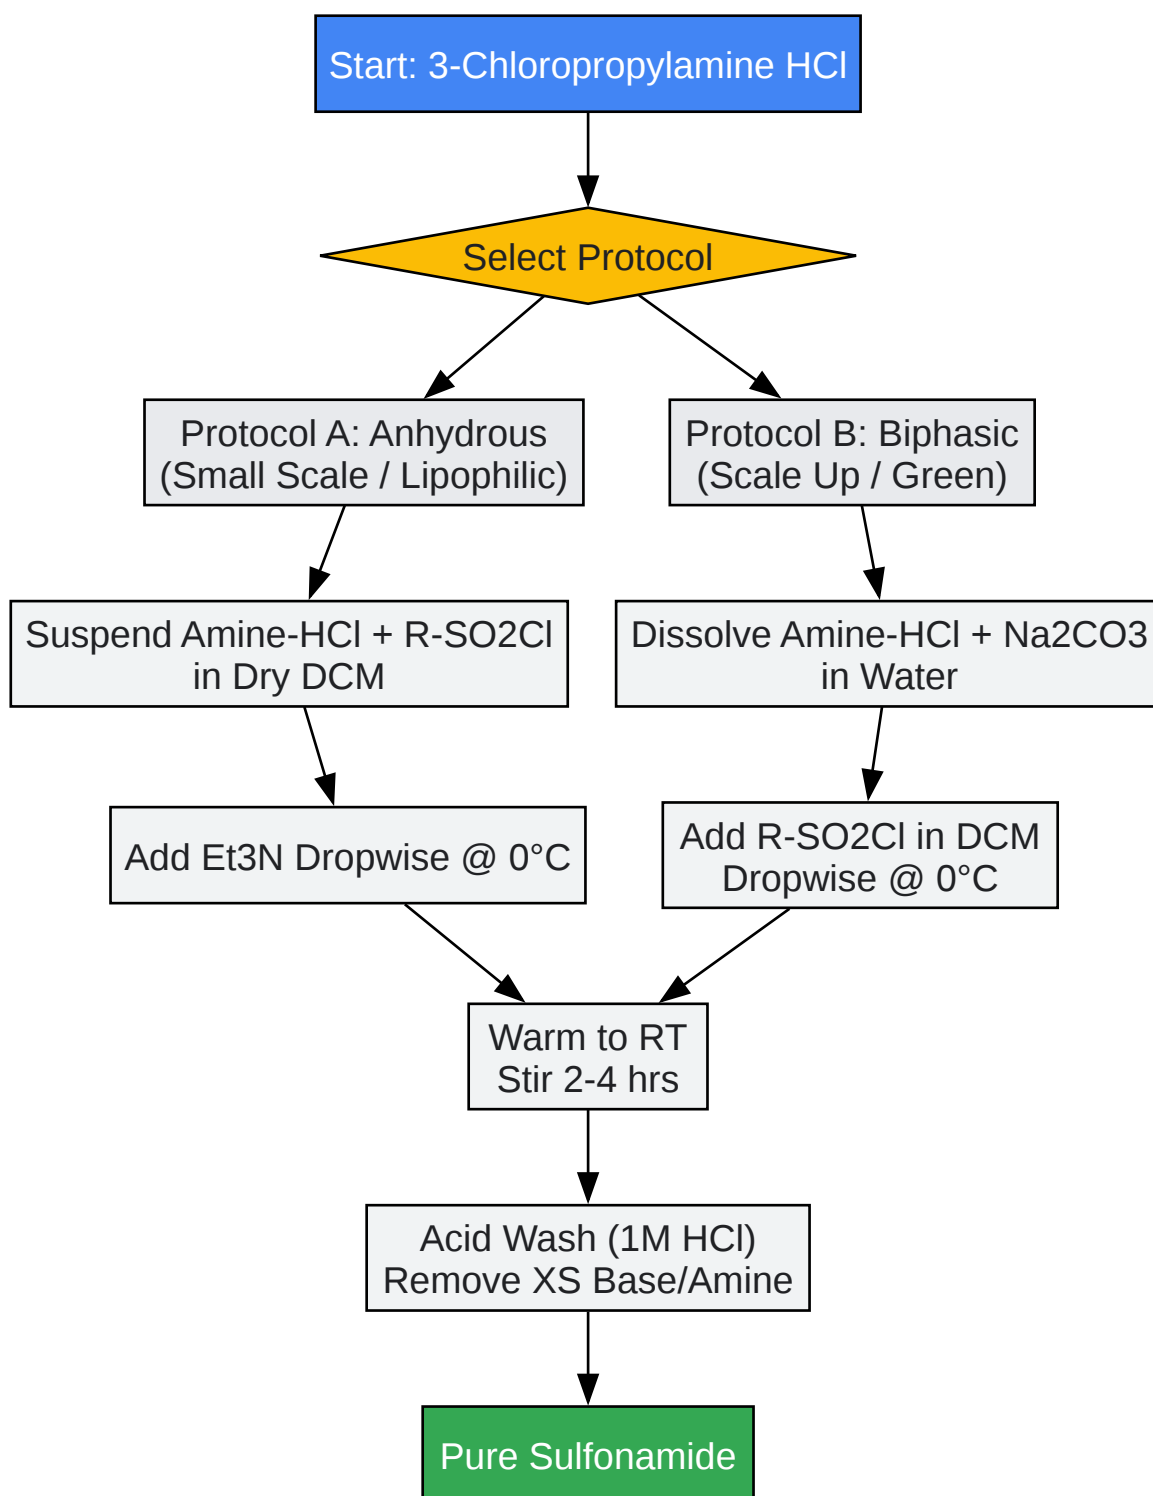 Start: 3-Chloropropylamine HCl
Select Protocol
Protocol A: Anhydrous
(Small Scale / Lipophilic)
Protocol B: Biphasic
(Scale Up / Green)
Suspend Amine-HCl + R-SO2Cl
in Dry DCM
Dissolve Amine-HCl + Na2CO3
in Water
Add Et3N Dropwise @ 0°C
Add R-SO2Cl in DCM
Dropwise @ 0°C
Warm to RT
Stir 2-4 hrs
Acid Wash (1M HCl)
Remove XS Base/Amine
Pure Sulfonamide